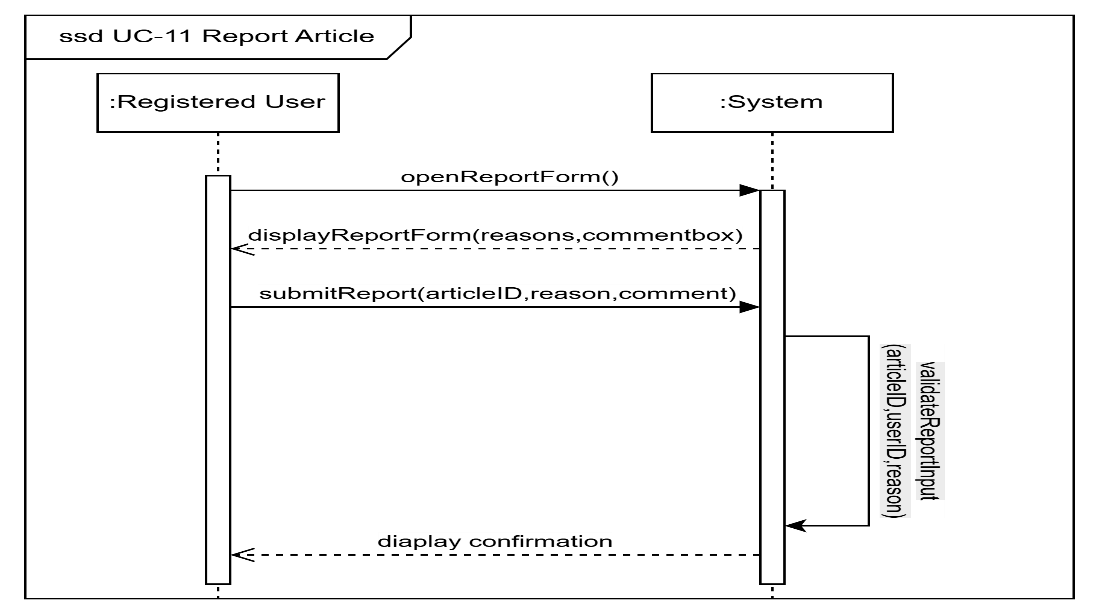 ssd UC-11 Report Article
:Registered User
:System
openReportForm()
displayReportForm(reasons,commentbox)
submitReport(articleID,reason,comment)
validateReportInput
(articleID,userID,reason)
diaplay confirmation